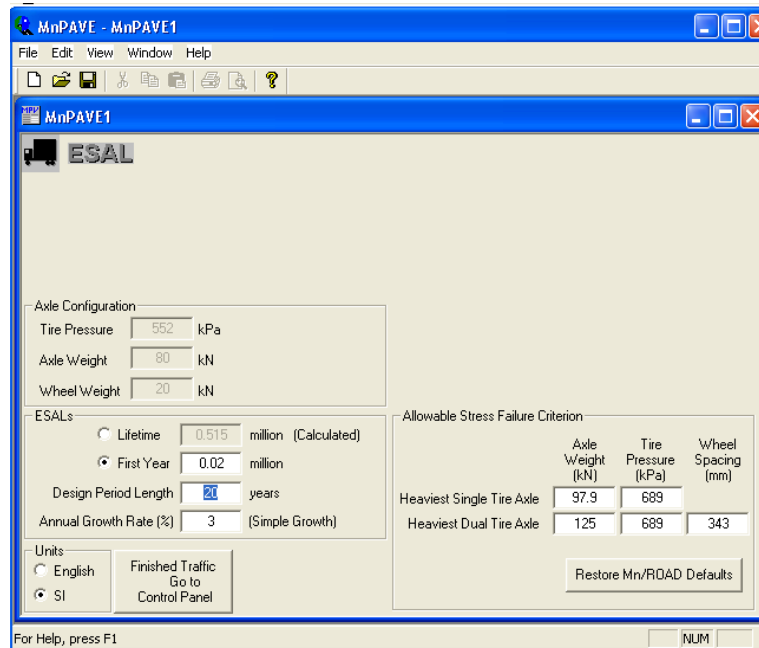 MnPAVE - MnPAVE1
File Edit View Window Help
MPV MnPAVE1
ESAL
Axle Configuration
Tire Pressure 552 kPa
Axle Weight 80 kN
Wheel Weight 20 kN
ESALs
Lifetime 0.515 million (Calculated)
First Year 0.02 million
Design Period Length 20 years
Annual Growth Rate (%) 3 (Simple Growth)
Units
English
SI
Finished Traffic
Go to
Control Panel
Allowable Stress Failure Criterion
Axle Weight (kN) Tire Pressure (kPa) Wheel Spacing (mm)
Heaviest Single Tire Axle 97.9 689
Heaviest Dual Tire Axle 125 689 343
Restore Mn/ROAD Defaults
For Help, press F1
NUM